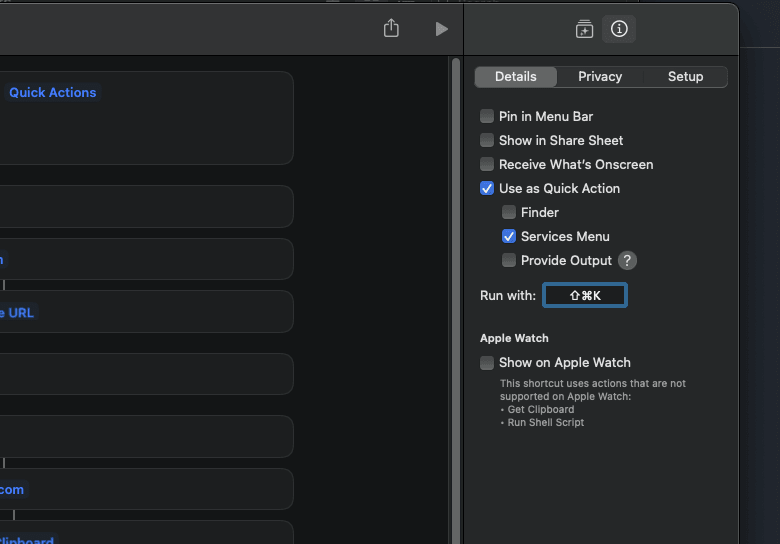 Details
Privacy
Setup
Quick Actions
Pin in Menu Bar
Show in Share Sheet
Receive What's Onscreen
Use as Quick Action
Finder
Services Menu
Provide Output ?
Run with: ⇧⌘K
URL
Apple Watch
Show on Apple Watch
This shortcut uses actions that are not
supported on Apple Watch:
• Get Clipboard
• Run Shell Script
com